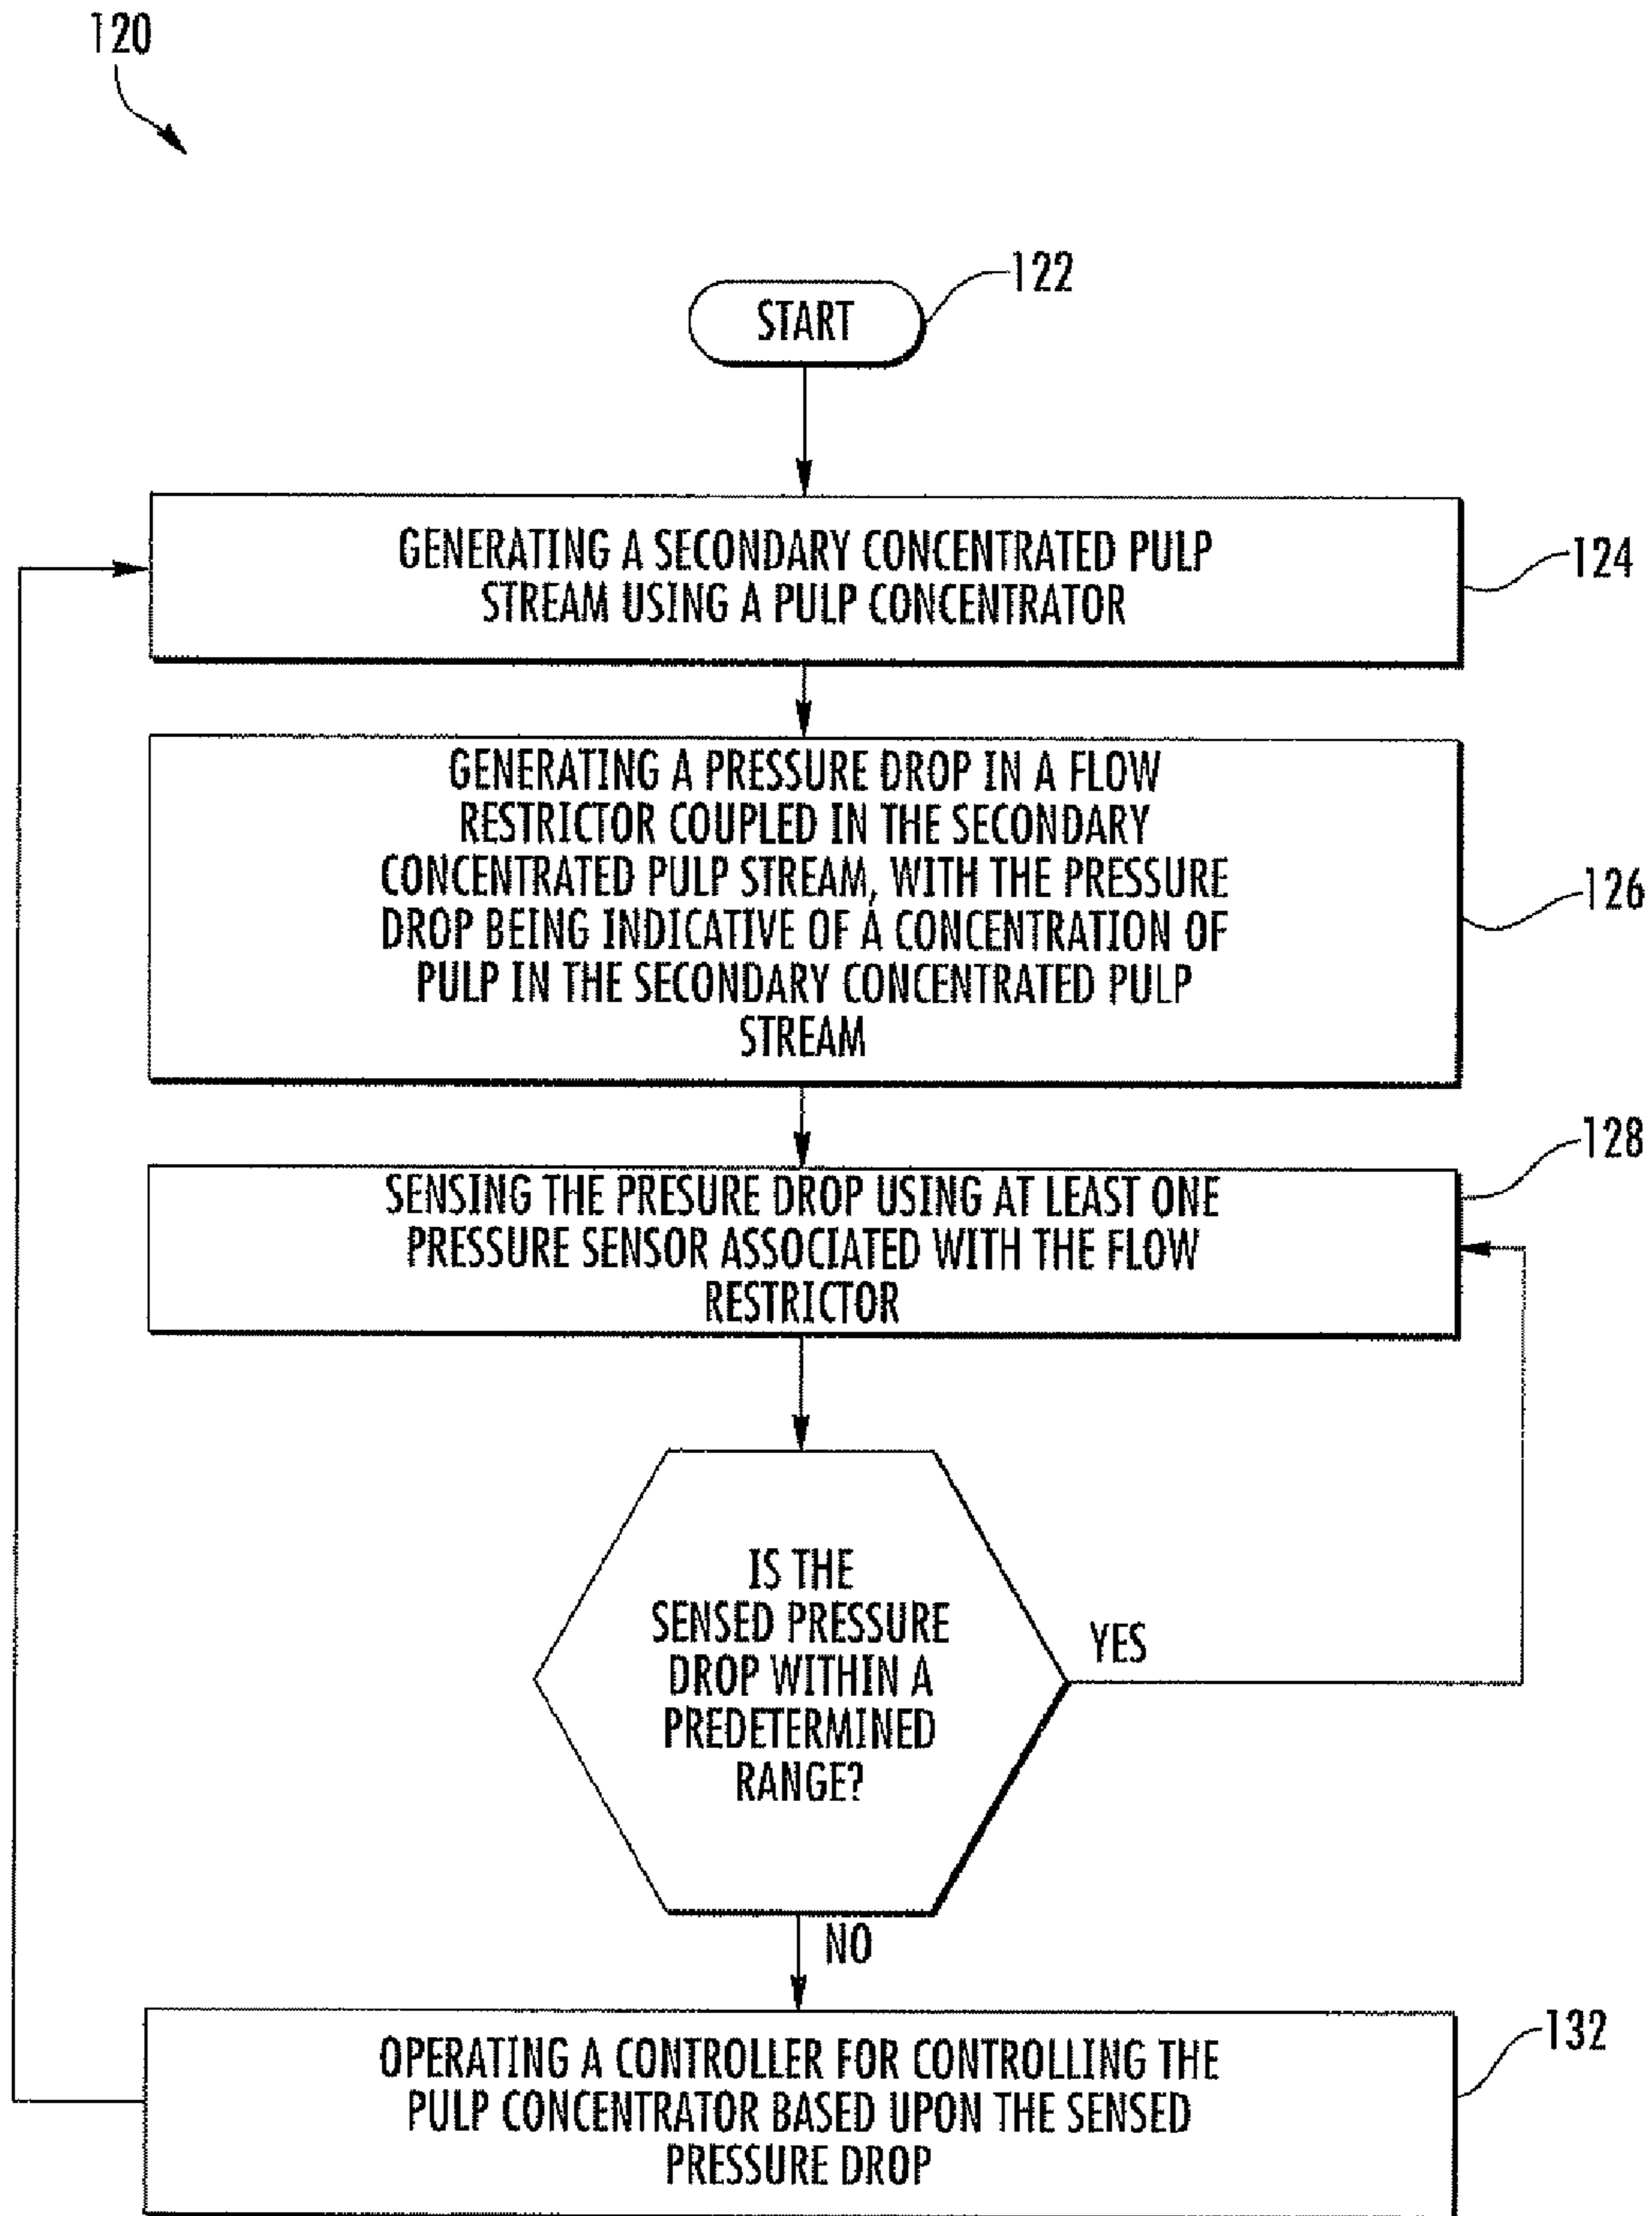 120
122
START
GENERATING A SECONDARY CONCENTRATED PULP
STREAM USING A PULP CONCENTRATOR
124
GENERATING A PRESSURE DROP IN A FLOW
RESTRICTOR COUPLED IN THE SECONDARY
CONCENTRATED PULP STREAM, WITH THE PRESSURE
DROP BEING INDICATIVE OF A CONCENTRATION OF
PULP IN THE SECONDARY CONCENTRATED PULP
STREAM
126
128
SENSING THE PRESURE DROP USING AT LEAST ONE
PRESSURE SENSOR ASSOCIATED WITH THE FLOW
RESTRICTOR
IS THE
SENSED PRESSURE
DROP WITHIN A
PREDETERMINED
RANGE?
YES
NO
OPERATING A CONTROLLER FOR CONTROLLING THE
PULP CONCENTRATOR BASED UPON THE SENSED
PRESSURE DROP
132